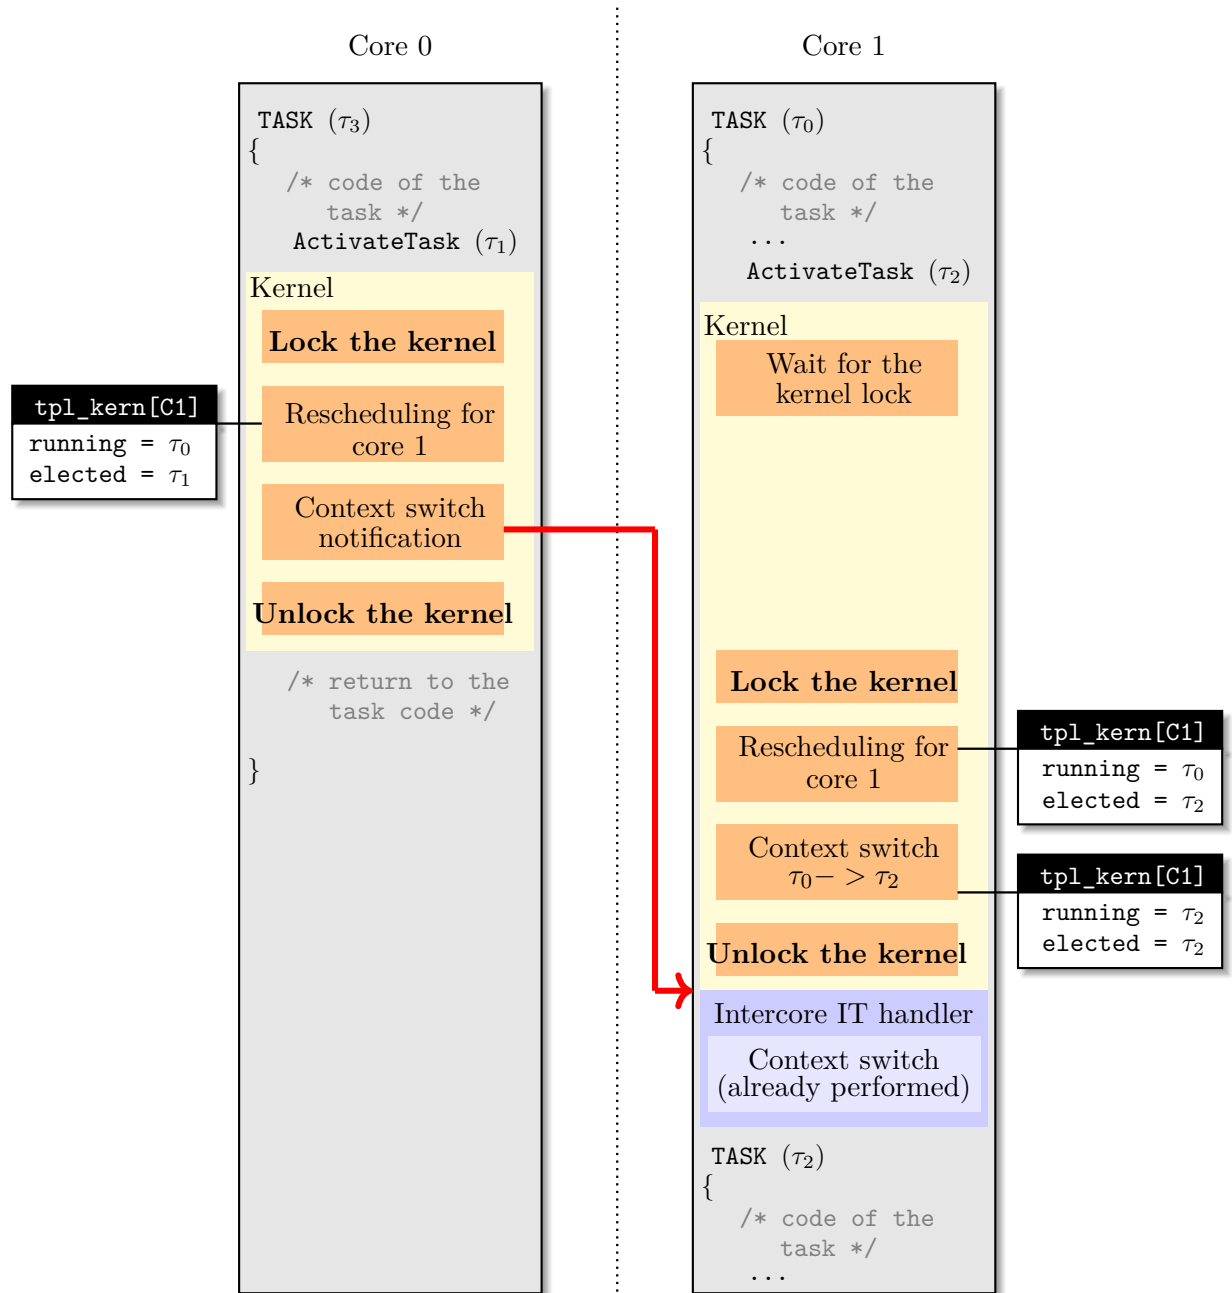 Core 0
TASK (τ3)
{
/* code of the
task */
ActivateTask (τ1)
Kernel
Lock the kernel
tpl_kern[C1]
running = τ0
elected = τ1
Rescheduling for
core 1
Context switch
notification
Unlock the kernel
/* return to the
task code */
}
Core 1
TASK (τ0)
{
/* code of the
task */
...
ActivateTask (τ2)
Kernel
Wait for the
kernel lock
Lock the kernel
Rescheduling for
core 1
tpl_kern[C1]
running = τ0
elected = τ2
Context switch
τ0− > τ2
tpl_kern[C1]
running = τ2
elected = τ2
Unlock the kernel
Intercore IT handler
Context switch
(already performed)
TASK (τ2)
{
/* code of the
task */
...